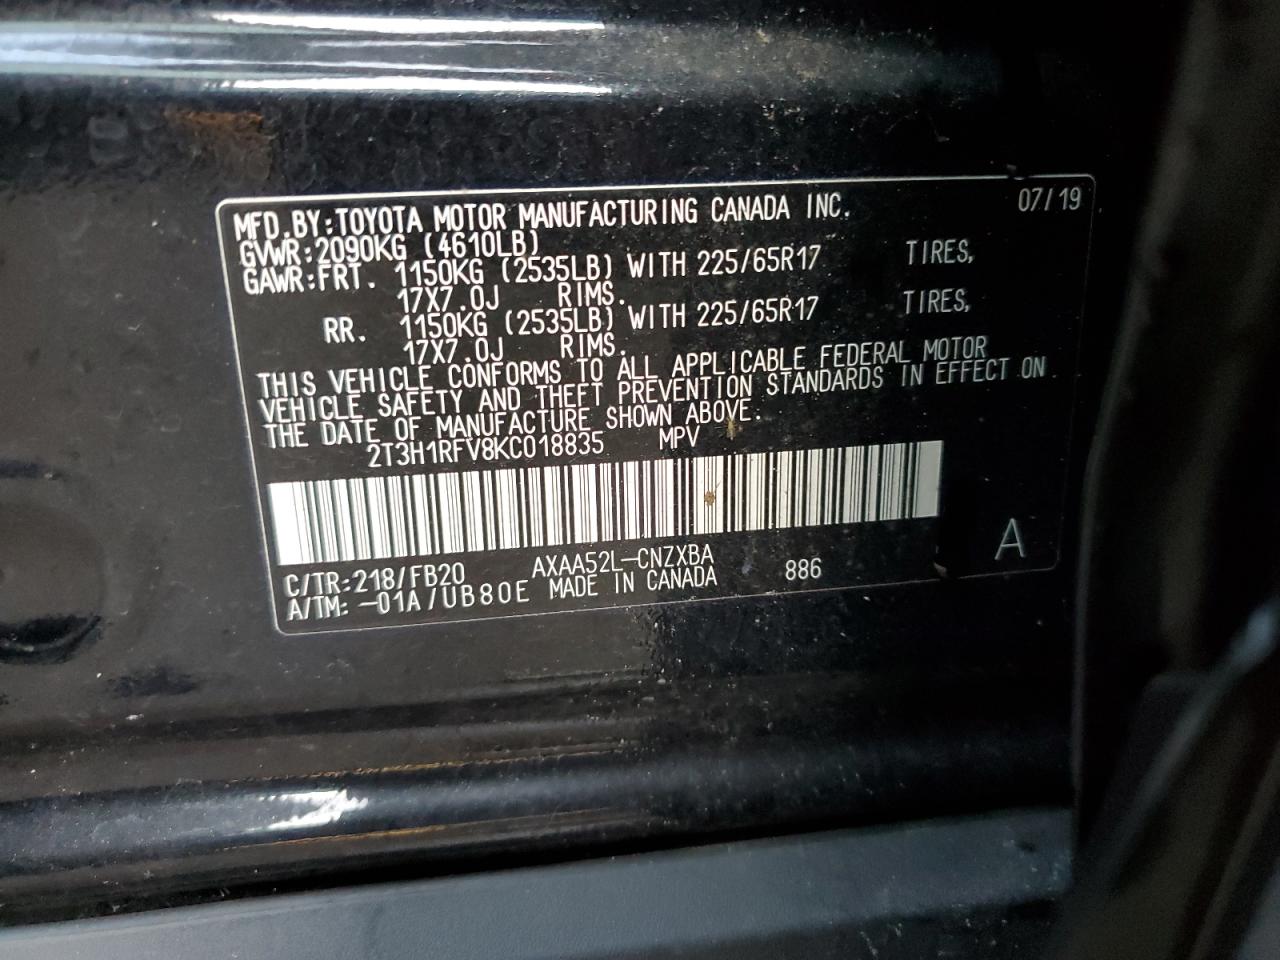 MFD.BY:TOYOTA MOTOR MANUFACTURING CANADA INC. 07/19
GVWR:2090KG (4610LB)
GAWR:FRT. 1150KG (2535LB) WITH 225/65R17 TIRES,
17X7.0J RIMS.
RR. 1150KG (2535LB) WITH 225/65R17 TIRES,
17X7.0J RIMS.
THIS VEHICLE CONFORMS TO ALL APPLICABLE FEDERAL MOTOR
VEHICLE SAFETY AND THEFT PREVENTION STANDARDS IN EFFECT ON
THE DATE OF MANUFACTURE SHOWN ABOVE.
2T3H1RFV8KC018835 MPV
C/TR:218/FB20 AXAA52L-CNZXBA 886 A
A/TM:-01A/UB80E MADE IN CANADA